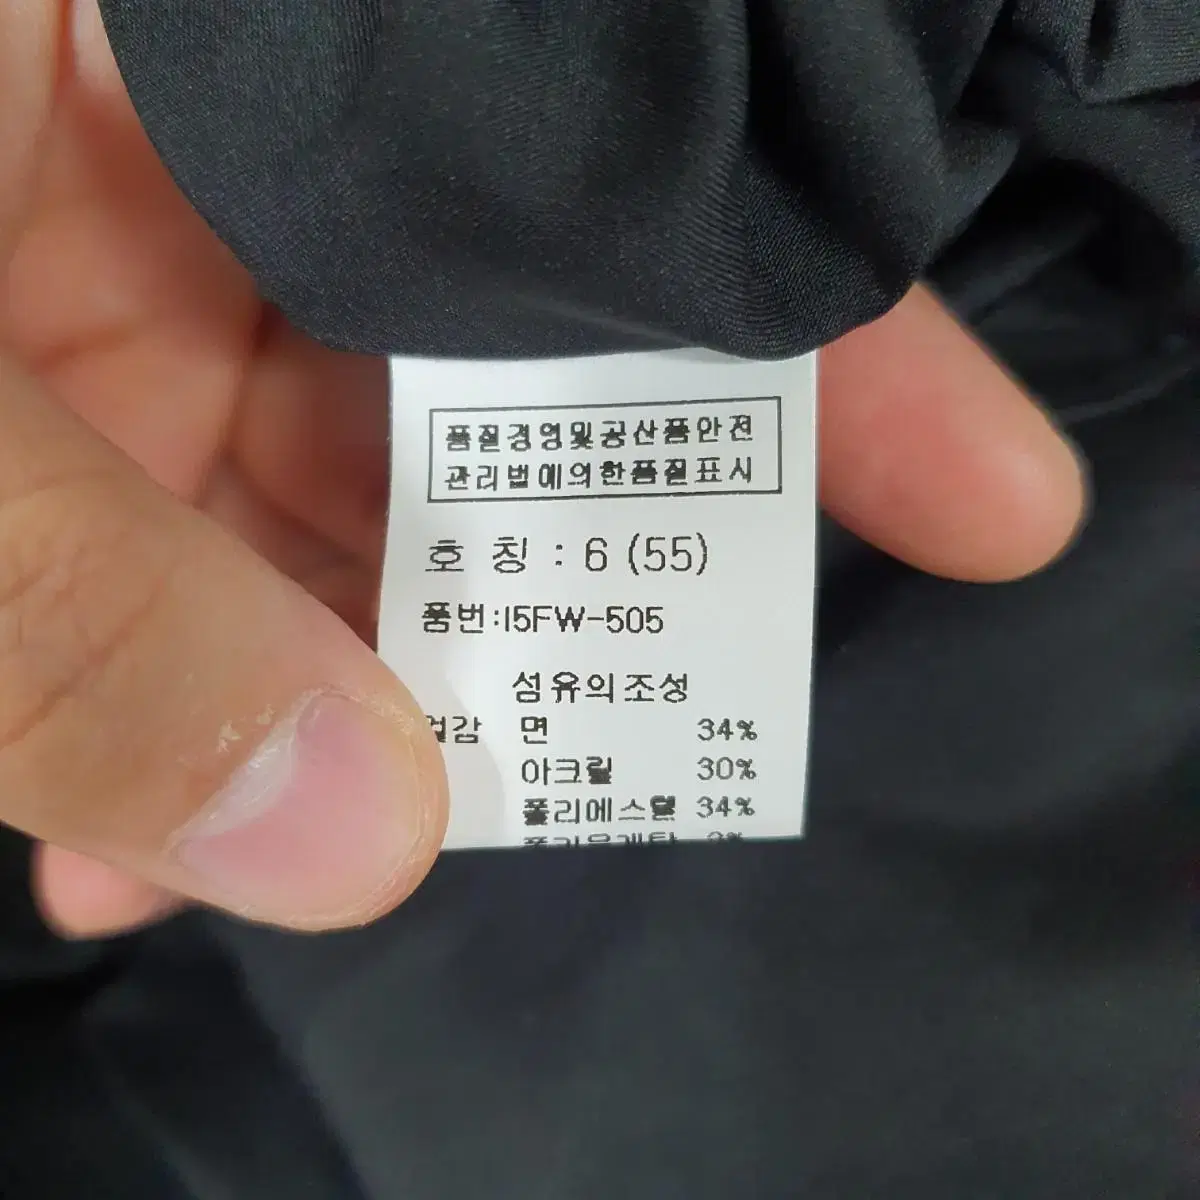 품질경영및공산품안전
관리법에의한품질표시
호 칭 : 6 (55)
품번:15FW-505
섬유의조성
겉감 면 34%
아크릴 30%
폴리에스텔 34%